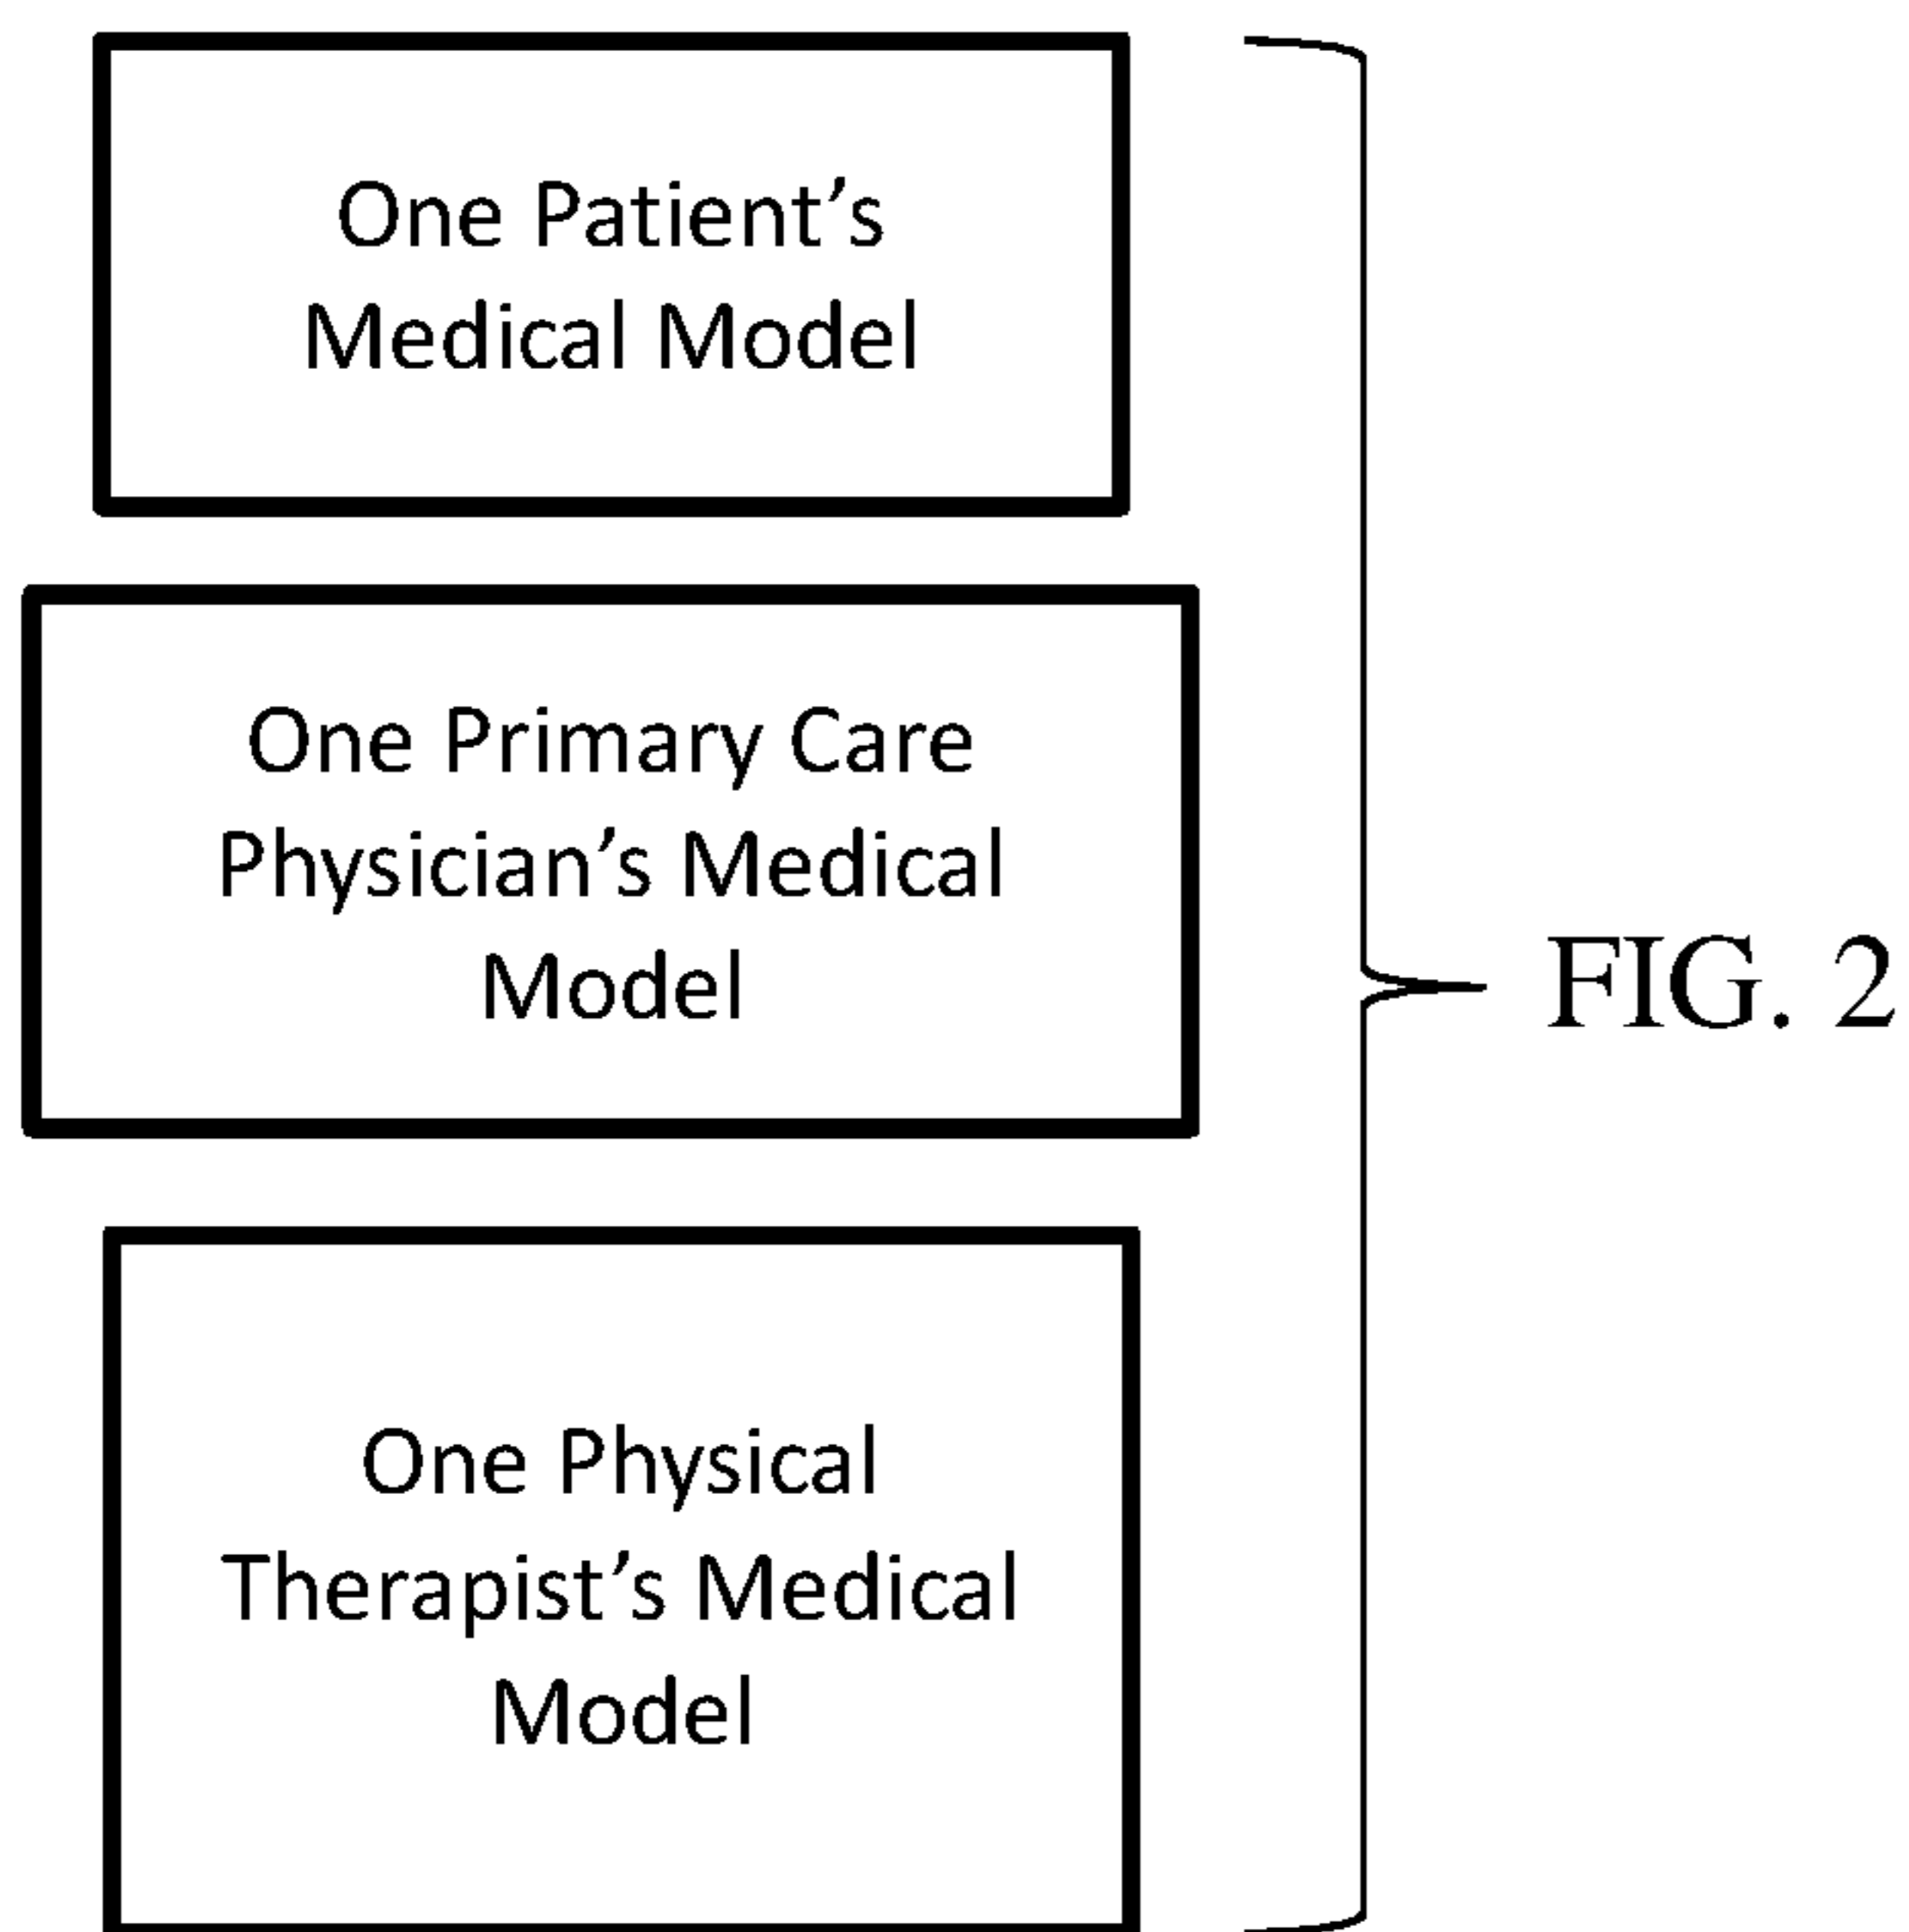 One Patient’s
Medical Model
One Primary Care
Physician’s Medical
Model
One Physical
Therapist’s Medical
Model
FIG. 2